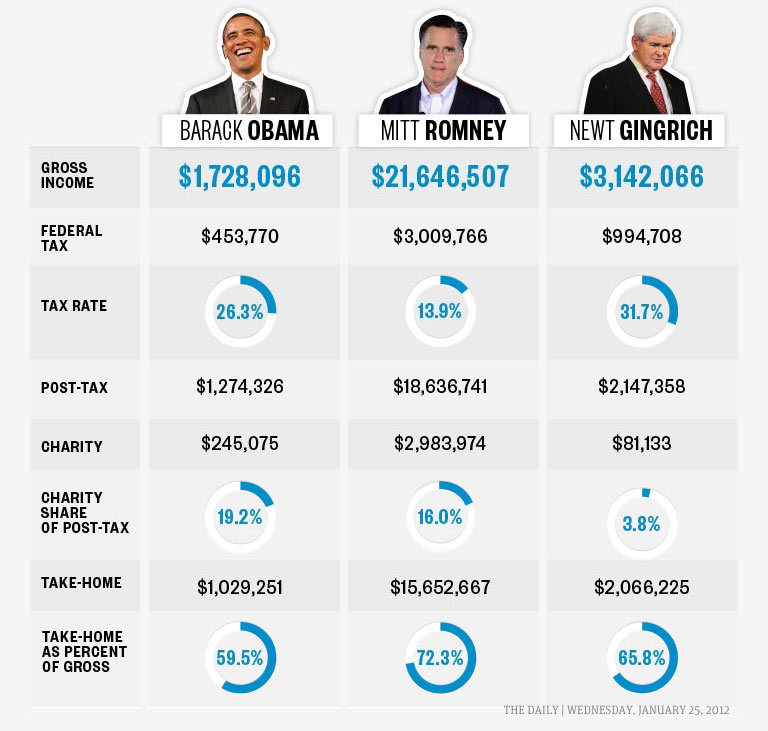 BARACK OBAMA MITT ROMNEY NEWT GINGRICH
GROSS
INCOME
$1,728,096 $21,646,507 $3,142,066
FEDERAL
TAX
$453,770 $3,009,766 $994,708
TAX RATE 26.3% 13.9% 31.7%
POST-TAX $1,274,326 $18,636,741 $2,147,358
CHARITY $245,075 $2,983,974 $81,133
CHARITY
SHARE
OF POST-TAX
19.2% 16.0% 3.8%
TAKE-HOME $1,029,251 $15,652,667 $2,066,225
TAKE-HOME
AS PERCENT
OF GROSS
59.5% 72.3% 65.8%
THE DAILY | WEDNESDAY, JANUARY 25, 2012